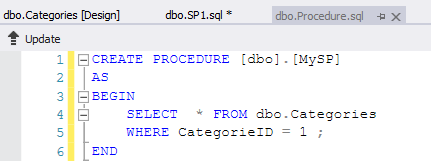 dbo.Categories [Design] dbo.SP1.sql * dbo.Procedure.sql
Update
1 CREATE PROCEDURE [dbo].[MySP]
2 AS
3 BEGIN
4 SELECT * FROM dbo.Categories
5 WHERE CategorieID = 1 ;
6 END